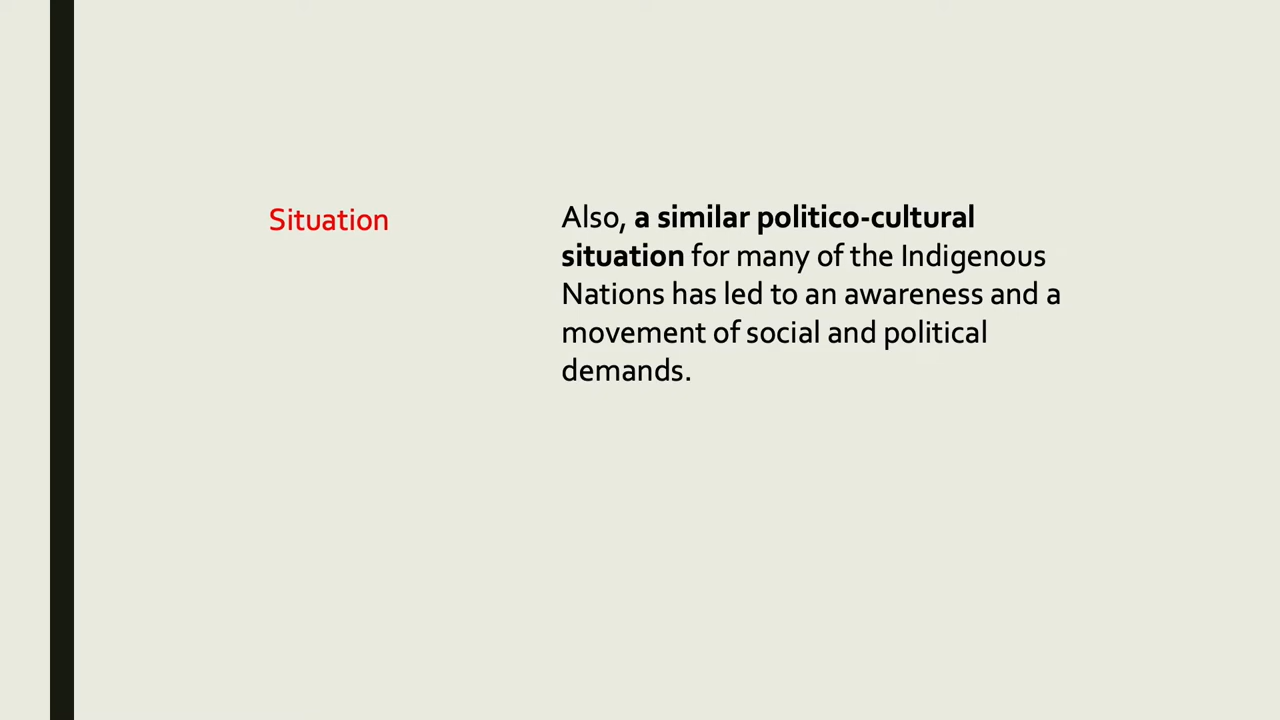 Situation
Also, a similar politico-cultural
situation for many of the Indigenous
Nations has led to an awareness and a
movement of social and political
demands.